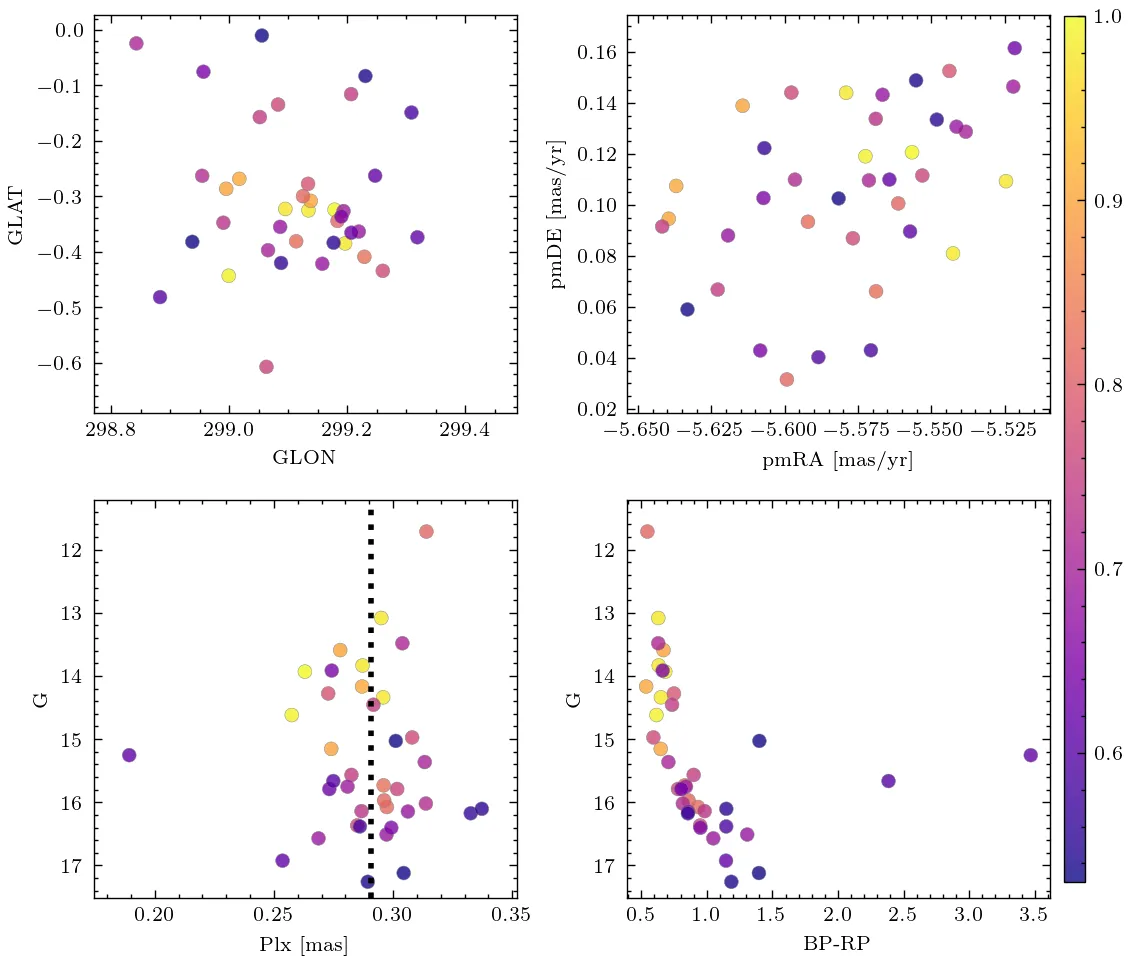 0.0
−0.1
−0.2
−0.3
−0.4
−0.5
−0.6
GLAT
298.8 299.0 299.2 299.4
GLON
0.16
0.14
0.12
0.10
0.08
0.06
0.04
0.02
pmDE [mas/yr]
−5.650 −5.625 −5.600 −5.575 −5.550 −5.525
pmRA [mas/yr]
1.0
0.9
0.8
0.7
0.6
12
13
14
15
16
17
G
0.20 0.25 0.30 0.35
Plx [mas]
12
13
14
15
16
17
G
0.5 1.0 1.5 2.0 2.5 3.0 3.5
BP-RP